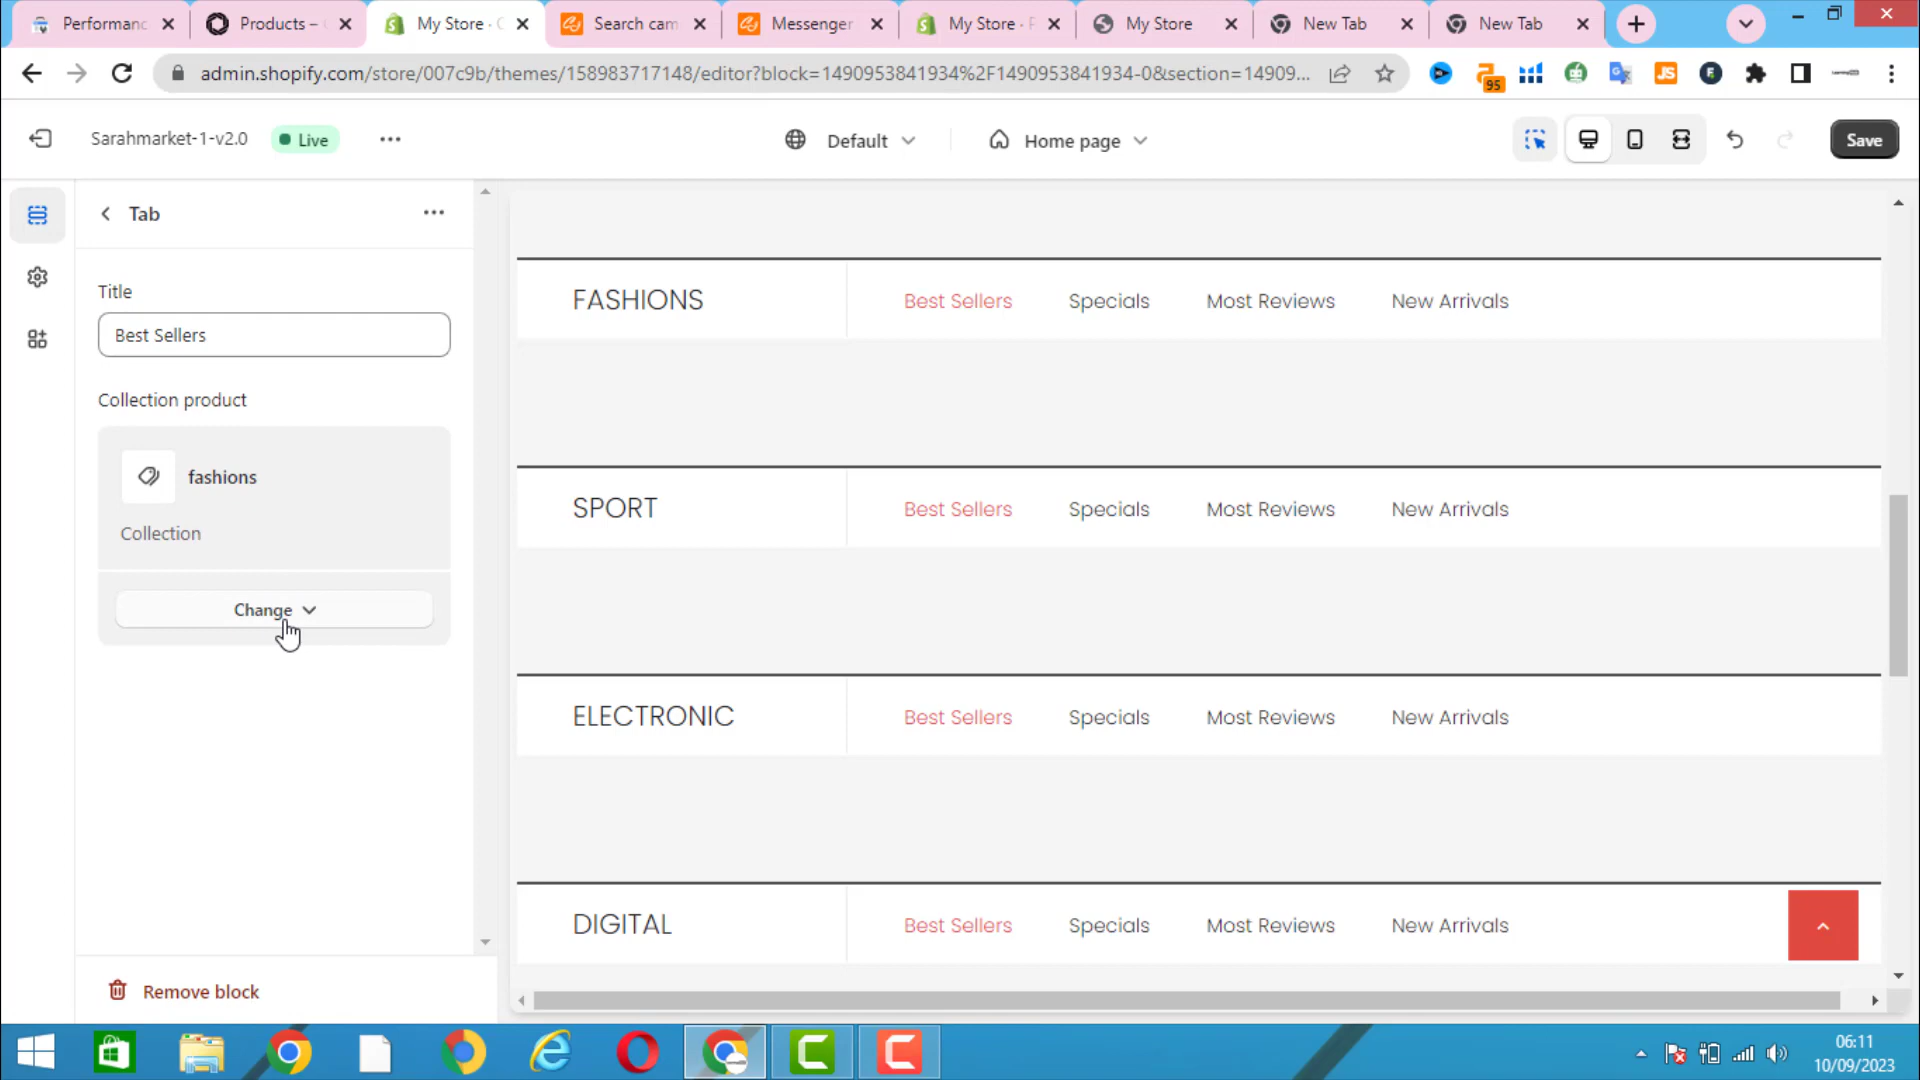 Performanc
Products –
My Store · C
Search cam
Messenger
My Store · P
My Store
New Tab
New Tab
admin.shopify.com/store/007c9b/themes/158983717148/editor?block=1490953841934%2F1490953841934-0&section=14909...
95
JS
Sarahmarket-1-v2.0
Live
Default
Home page
Save
Tab
Title
Best Sellers
Collection product
fashions
Collection
Change
Remove block
FASHIONS Best Sellers Specials Most Reviews New Arrivals
SPORT Best Sellers Specials Most Reviews New Arrivals
ELECTRONIC Best Sellers Specials Most Reviews New Arrivals
DIGITAL Best Sellers Specials Most Reviews New Arrivals
06:11
10/09/2023